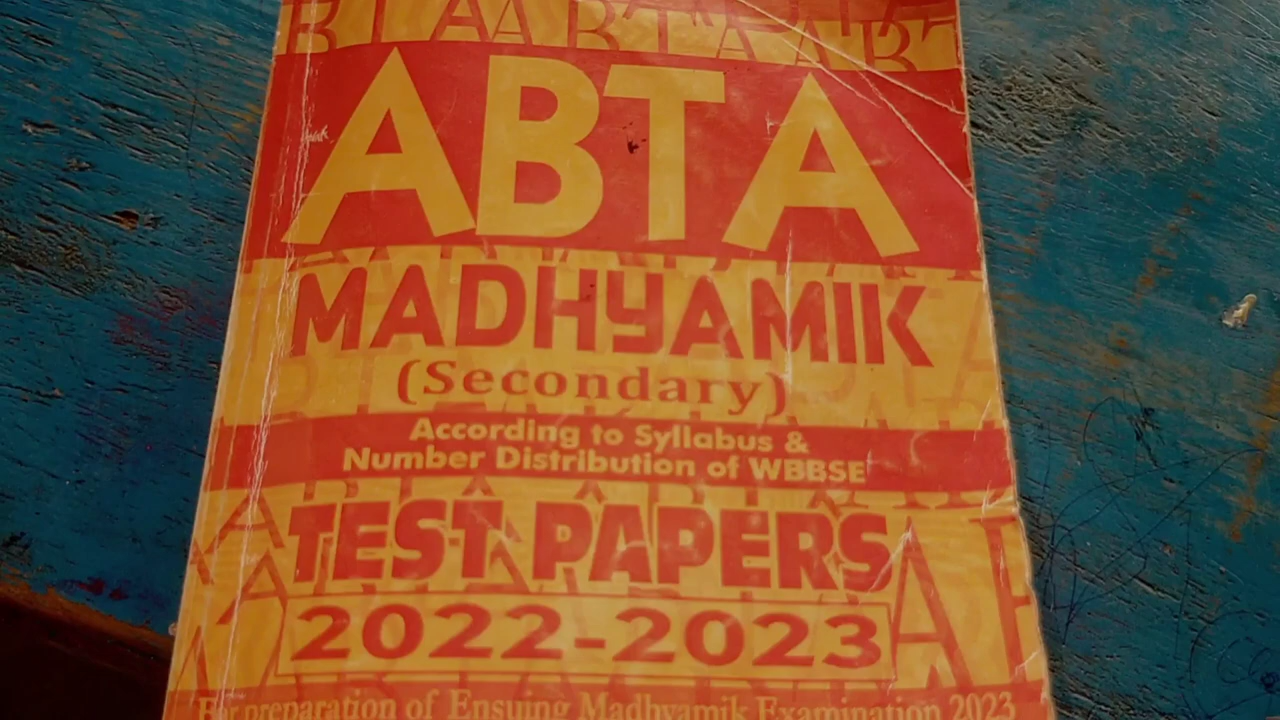 ABTA
MADHYAMIK
(Secondary)
According to Syllabus &
Number Distribution of WBBSE
TEST PAPERS
2022-2023
For preparation of Ensuing Madhyamik Examination 2023